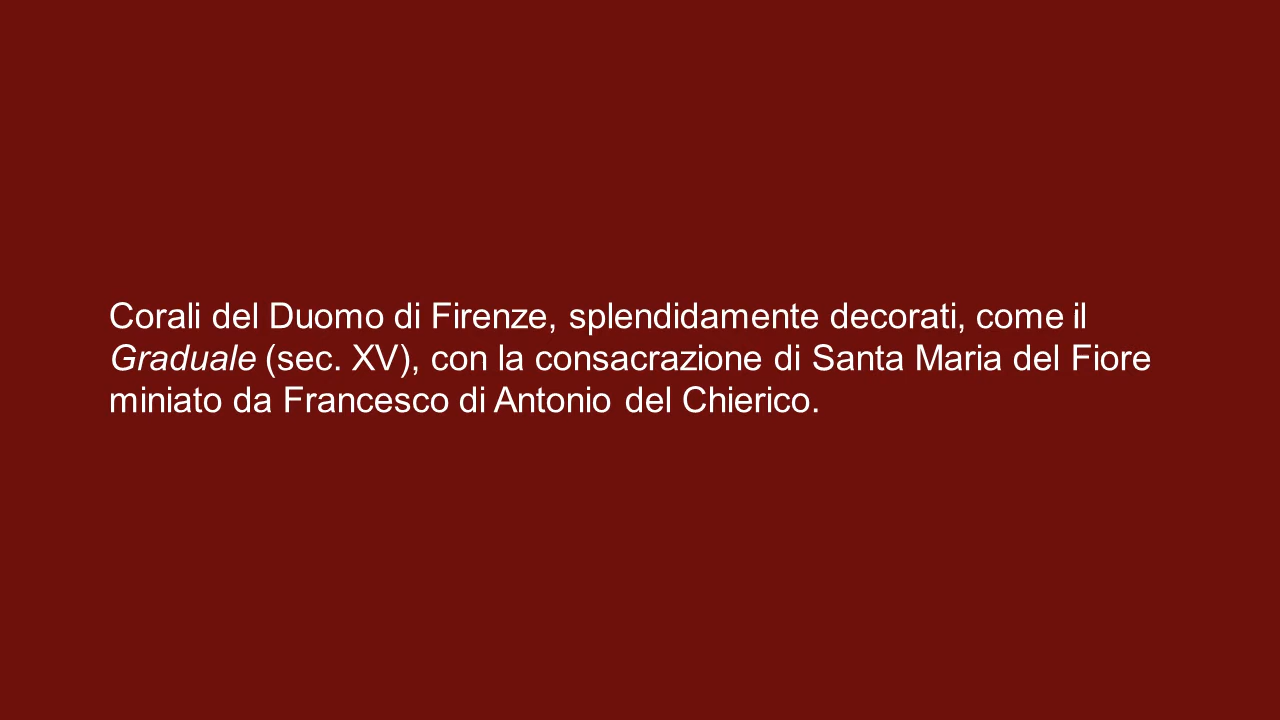 Corali del Duomo di Firenze, splendidamente decorati, come il
Graduale (sec. XV), con la consacrazione di Santa Maria del Fiore
miniato da Francesco di Antonio del Chierico.